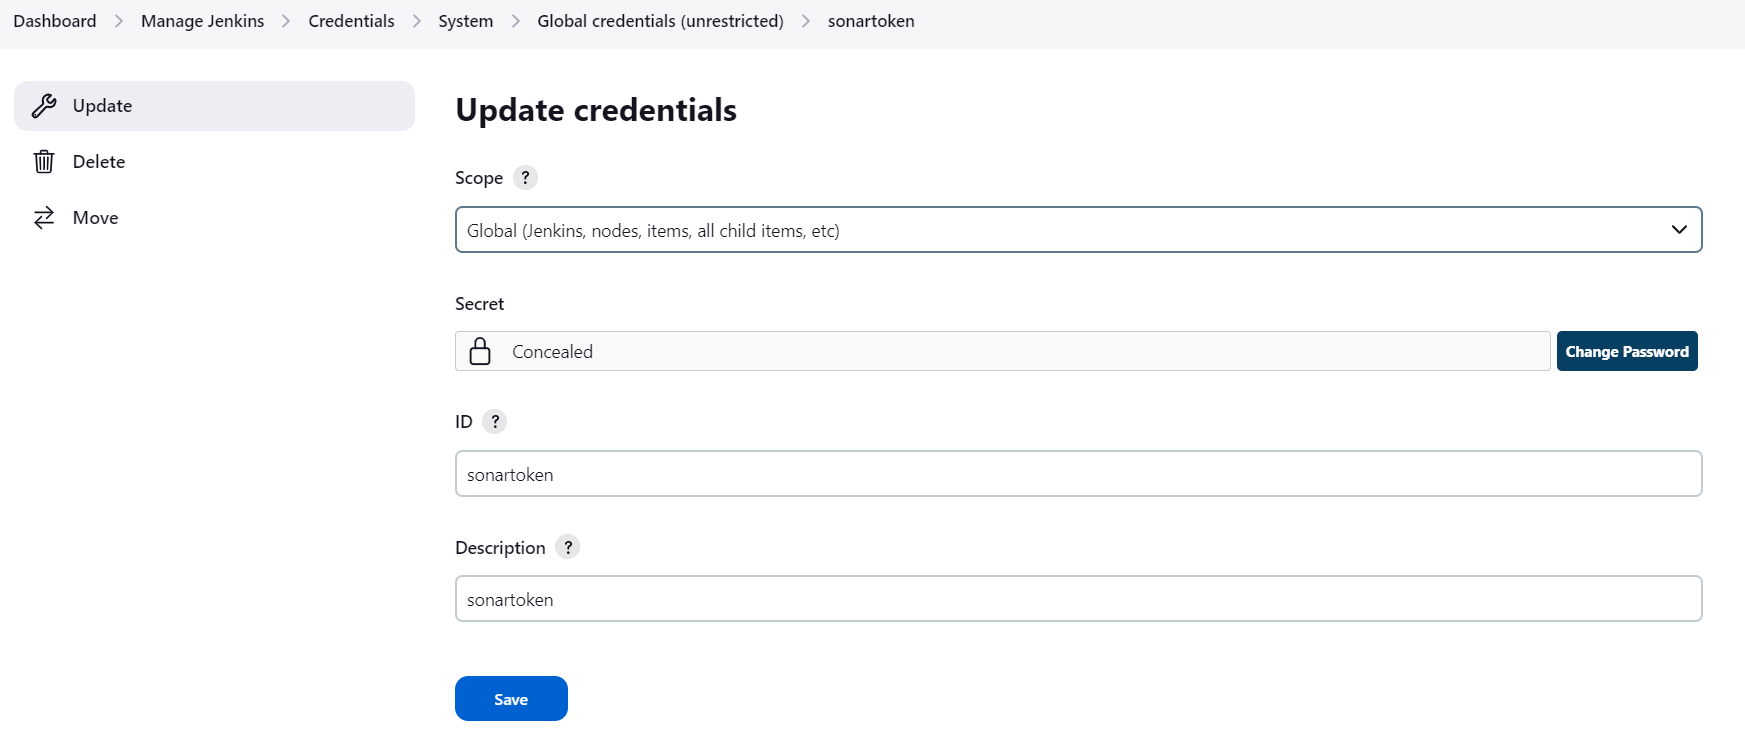 Dashboard > Manage Jenkins > Credentials > System > Global credentials (unrestricted) > sonartoken
Update
Delete
Move
Update credentials
Scope ?
Global (Jenkins, nodes, items, all child items, etc)
Secret
Concealed Change Password
ID ?
sonartoken
Description ?
sonartoken
Save